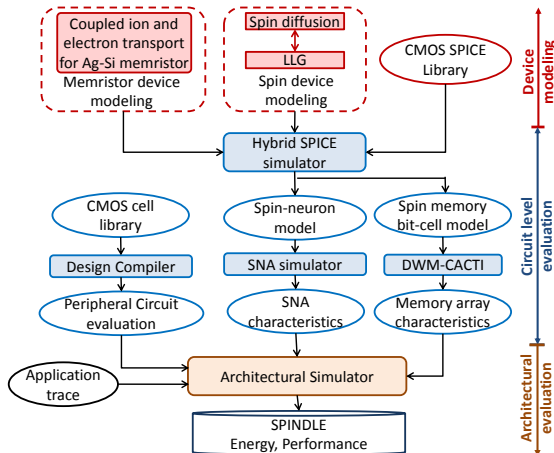 Coupled ion and
electron transport
for Ag-Si memristor
Memristor device
modeling
Spin diffusion
LLG
Spin device
modeling
CMOS SPICE
Library
Device
modeling
Hybrid SPICE
simulator
CMOS cell
library
Spin-neuron
model
Spin memory
bit-cell model
Design Compiler
SNA simulator
DWM-CACTI
Peripheral Circuit
evaluation
SNA
characteristics
Memory array
characteristics
Circuit level
evaluation
Application
trace
Architectural Simulator
SPINDLE
Energy, Performance
Architectural
evaluation